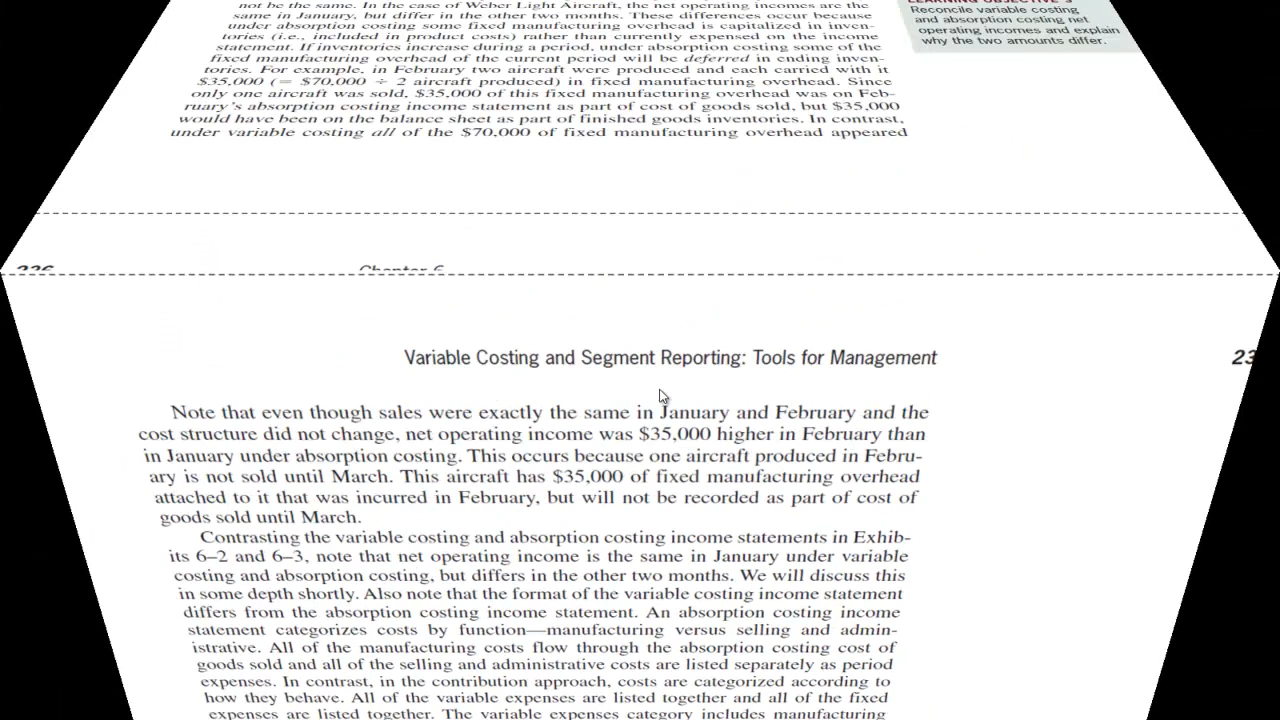 not be the same. In the case of Weber Light Aircraft, the net operating incomes are the
same in January, but differ in the other two months. These differences occur because
under absorption costing some fixed manufacturing overhead is capitalized in inven-
tories (i.e., included in product costs) rather than currently expensed on the income
statement. If inventories increase during a period, under absorption costing some of the
fixed manufacturing overhead of the current period will be deferred in ending inven-
tories. For example, in February two aircraft were produced and each carried with it
$35,000 (= $70,000 ÷ 2 aircraft produced) in fixed manufacturing overhead. Since
only one aircraft was sold, $35,000 of this fixed manufacturing overhead was on Feb-
ruary's absorption costing income statement as part of cost of goods sold, but $35,000
would have been on the balance sheet as part of finished goods inventories. In contrast,
under variable costing all of the $70,000 of fixed manufacturing overhead appeared
LEARNING OBJECTIVE 3
Reconcile variable costing
and absorption costing net
operating incomes and explain
why the two amounts differ.
226 Chapter 6
Variable Costing and Segment Reporting: Tools for Management 23
Note that even though sales were exactly the same in January and February and the
cost structure did not change, net operating income was $35,000 higher in February than
in January under absorption costing. This occurs because one aircraft produced in Febru-
ary is not sold until March. This aircraft has $35,000 of fixed manufacturing overhead
attached to it that was incurred in February, but will not be recorded as part of cost of
goods sold until March.
Contrasting the variable costing and absorption costing income statements in Exhib-
its 6–2 and 6–3, note that net operating income is the same in January under variable
costing and absorption costing, but differs in the other two months. We will discuss this
in some depth shortly. Also note that the format of the variable costing income statement
differs from the absorption costing income statement. An absorption costing income
statement categorizes costs by function—manufacturing versus selling and admin-
istrative. All of the manufacturing costs flow through the absorption costing cost of
goods sold and all of the selling and administrative costs are listed separately as period
expenses. In contrast, in the contribution approach, costs are categorized according to
how they behave. All of the variable expenses are listed together and all of the fixed
expenses are listed together. The variable expenses category includes manufacturing